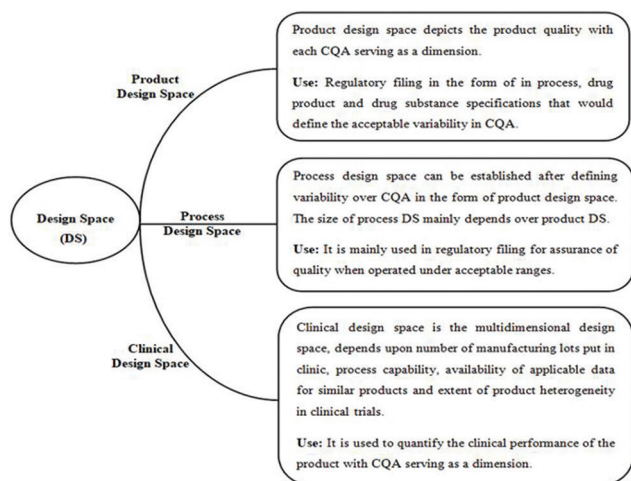 Product design space depicts the product quality with
each CQA serving as a dimension.
Use: Regulatory filing in the form of in process, drug
product and drug substance specifications that would
define the acceptable variability in CQA.
Product
Design Space
Process design space can be established after defining
variability over CQA in the form of product design space.
The size of process DS mainly depends over product DS.
Use: It is mainly used in regulatory filing for assurance of
quality when operated under acceptable ranges.
Design Space
(DS)
Process
Design Space
Clinical
Design Space
Clinical design space is the multidimensional design
space, depends upon number of manufacturing lots put
in clinic, process capability, availability of applicable data
for similar products and extent of product heterogeneity
in clinical trials.
Use: It is used to quantify the clinical performance of the
product with CQA serving as a dimension.